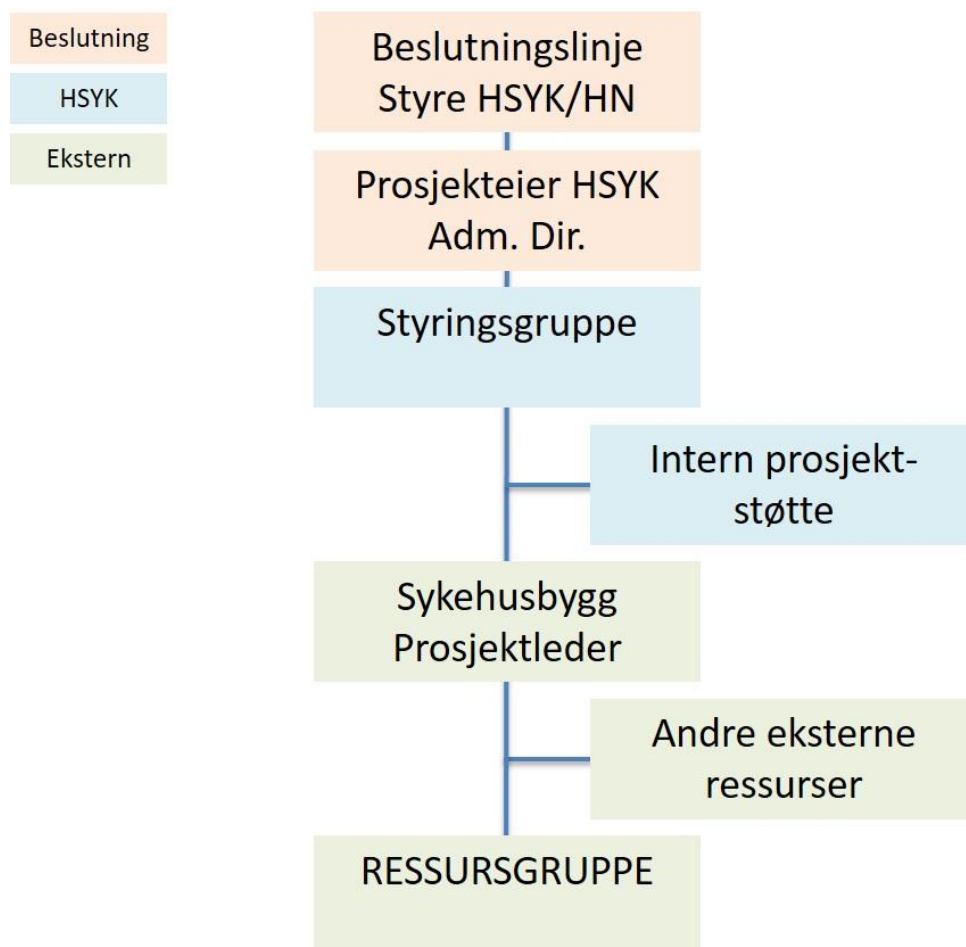 Beslutning
HSYK
Ekstern
Beslutningslinje
Styre HSYK/HN
Prosjekteier HSYK
Adm. Dir.
Styringsgruppe
Intern prosjekt-
støtte
Sykehusbygg
Prosjektleder
Andre eksterne
ressurser
RESSURSGRUPPE